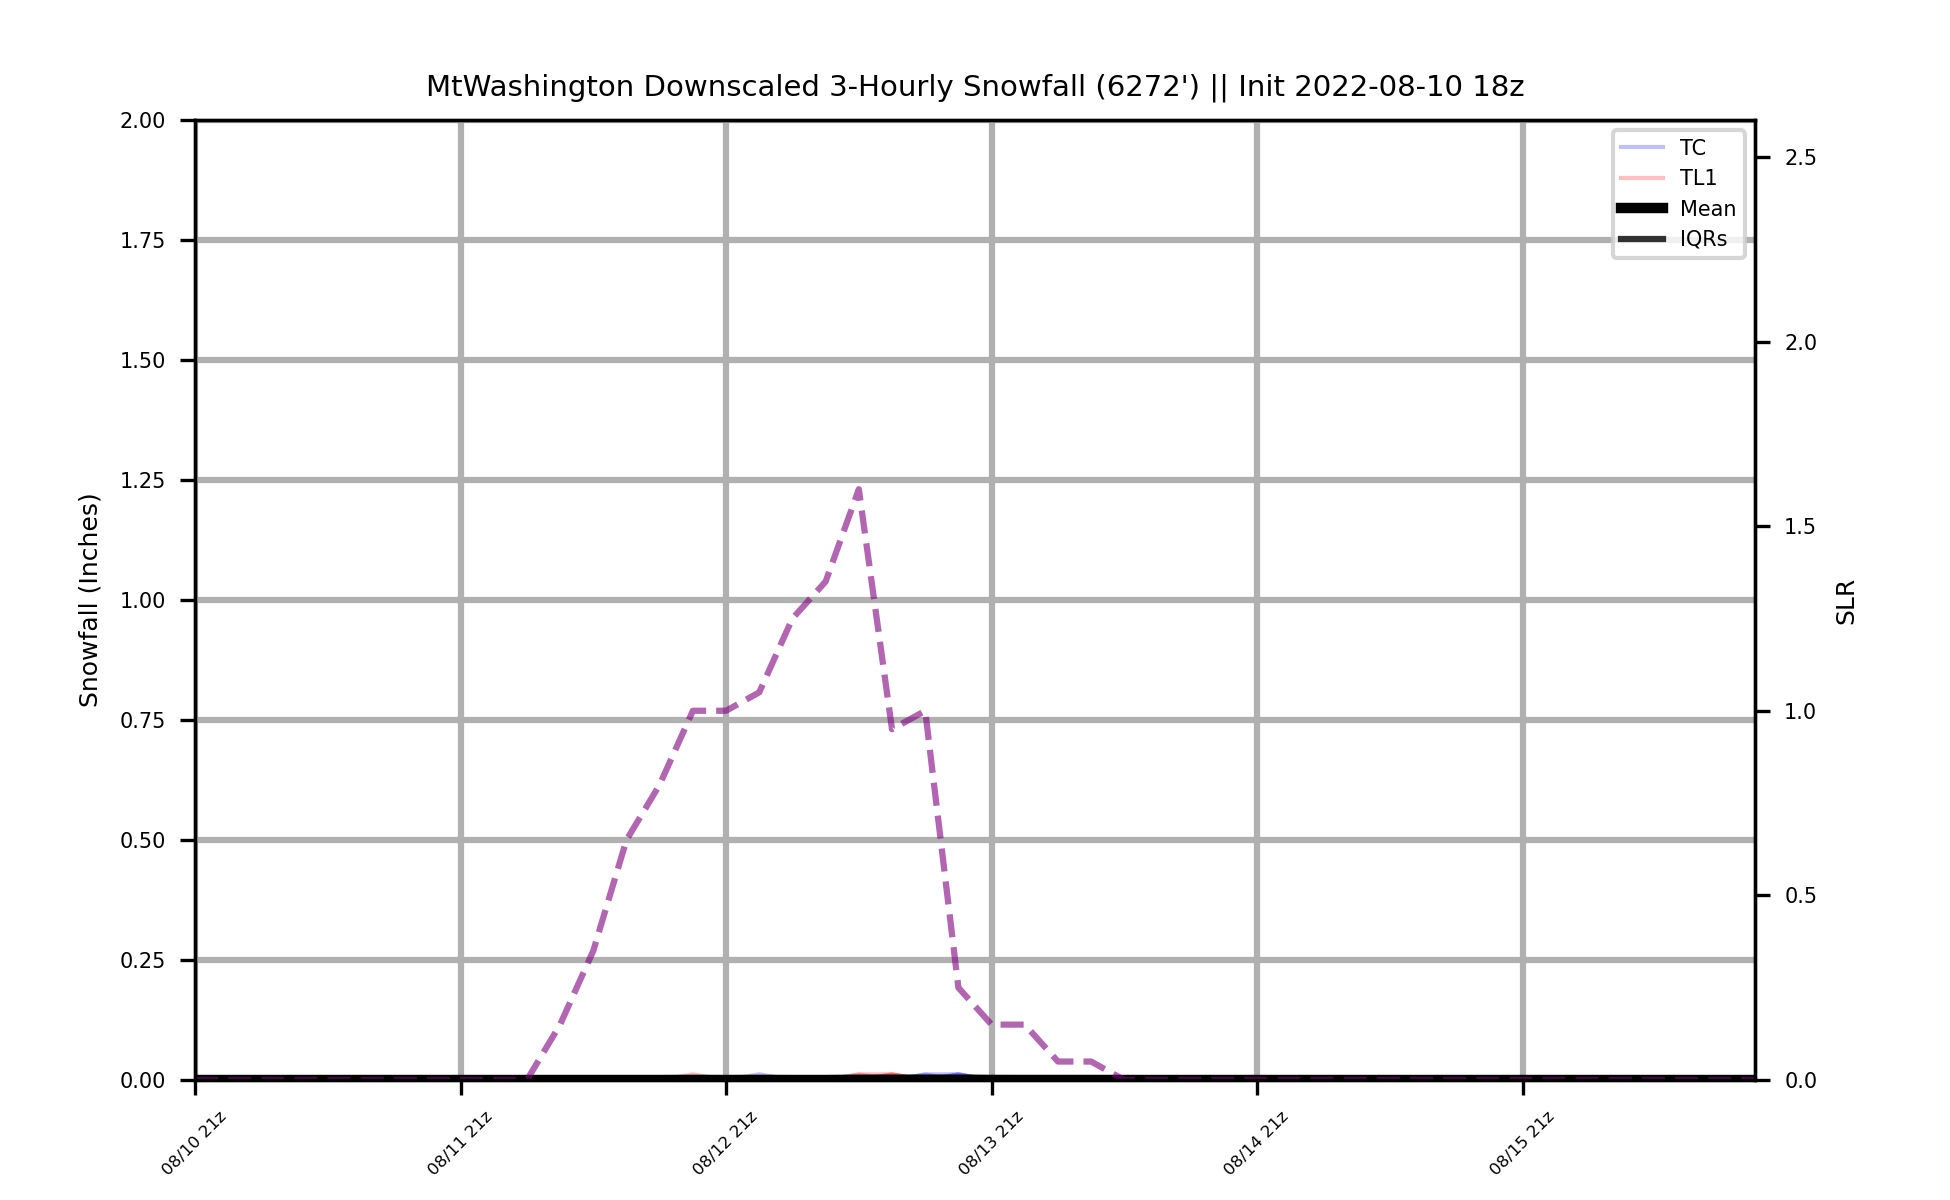 MtWashington Downscaled 3-Hourly Snowfall (6272') || Init 2022-08-10 18z
2.00
1.75
1.50
1.25
1.00
0.75
0.50
0.25
0.00
Snowfall (Inches)
TC
TL1
Mean
IQRs
2.5
2.0
1.5
1.0
0.5
0.0
SLR
08/10 21z
08/11 21z
08/12 21z
08/13 21z
08/14 21z
08/15 21z